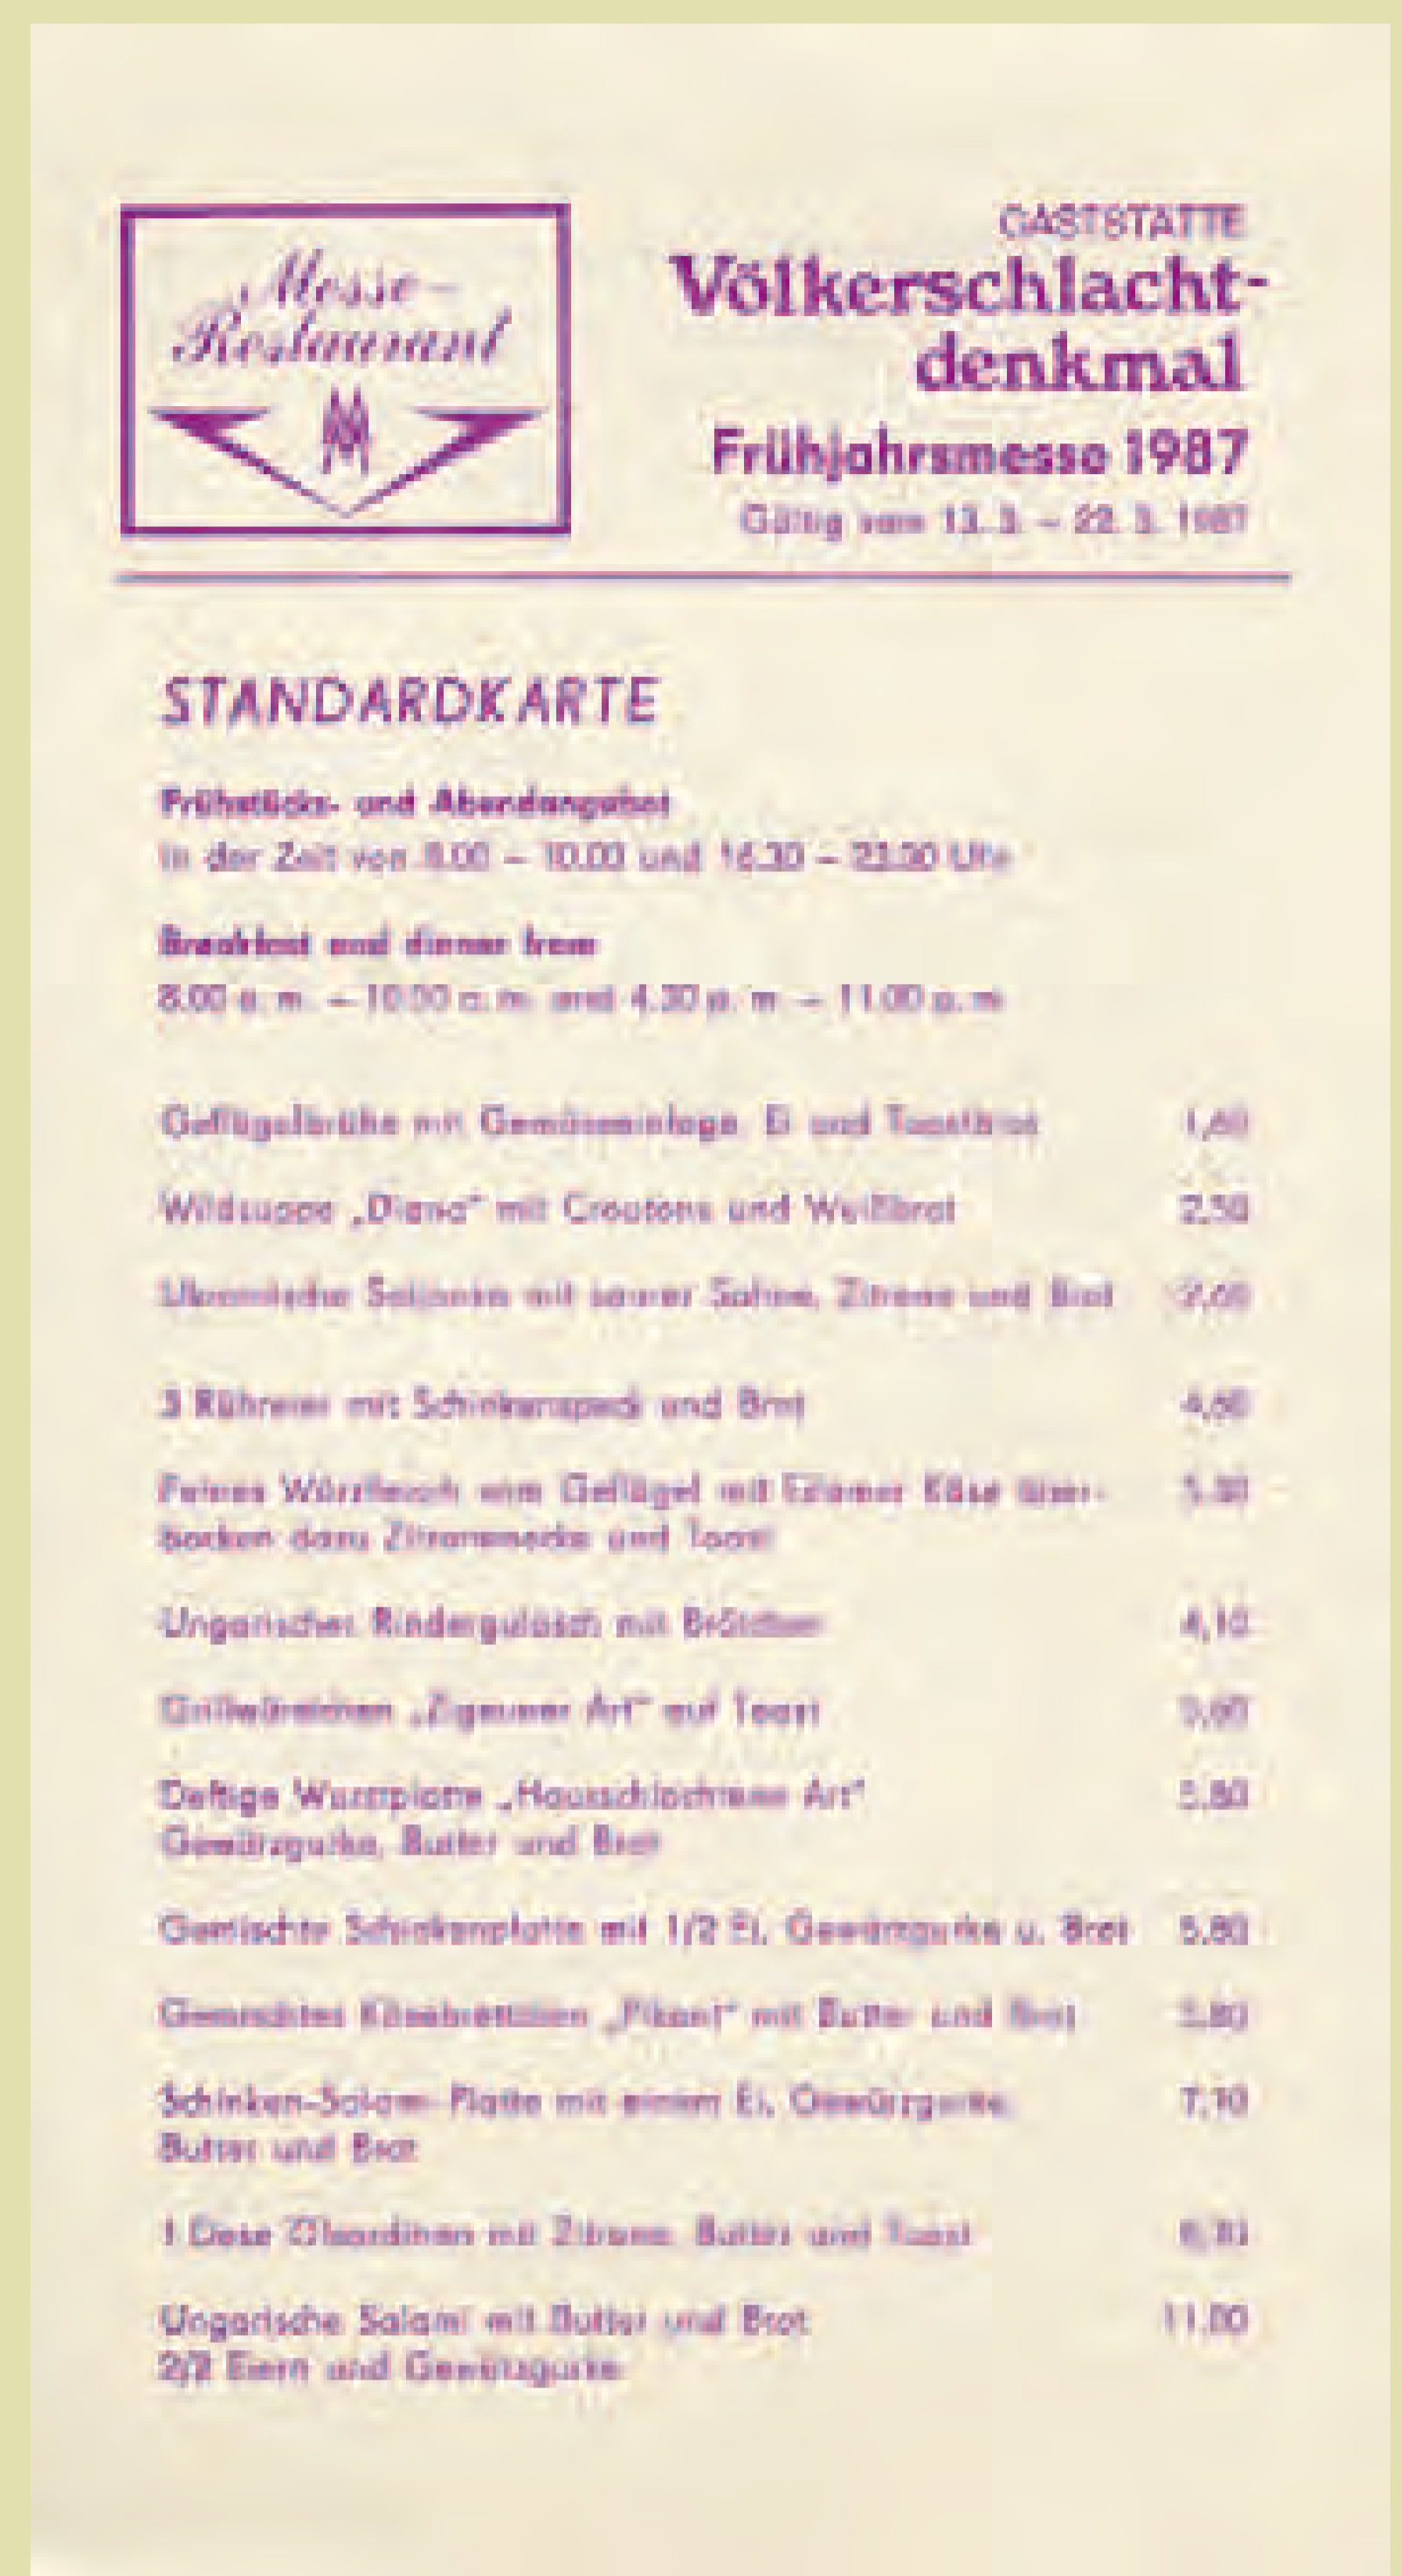 Messe-
Restaurant
MM
GASTSTÄTTE
Völkerschlacht-
denkmal
Frühjahrsmesse 1987
Gültig vom 13. 3. – 22. 3. 1987
STANDARDKARTE
Frühstücks- und Abendangebot
in der Zeit von 8.00 – 10.00 und 16.30 – 23.00 Uhr
Breakfast and dinner from
8.00 a. m. – 10.00 a. m. and 4.30 p. m. – 11.00 p. m.
Geflügelbrühe mit Gemüseeinlage, Ei und Toastbrot 1,60
Wildsuppe „Diana“ mit Croutons und Weißbrot 2,50
Ukrainische Soljanka mit saurer Sahne, Zitrone und Brot 2,60
3 Rühreier mit Schinkenspeck und Brot 4,60
Feines Würzfleisch vom Geflügel mit Käse über-
backen dazu Zitronenecke und Toast
Ungarisches Rindergulasch mit Brötchen 4,10
Grillwürstchen „Zigeuner Art“ auf Toast
Deftige Wurstplatte „Hausschlachtene Art“
Gewürzgurke, Butter und Brot
Gemischte Schinkenplatte mit 1/2 Ei, Gewürzgurke u. Brot 5,80
Gemischtes Käsebrettchen „Pikant“ mit Butter und Brot
Schinken-Salami-Platte mit einem Ei, Gewürzgurke,
Butter und Brot
1 Dose Ölsardinen mit Zitrone, Butter und Toast
Ungarische Salami mit Butter und Brot 11,00
2/2 Eiern und Gewürzgurke